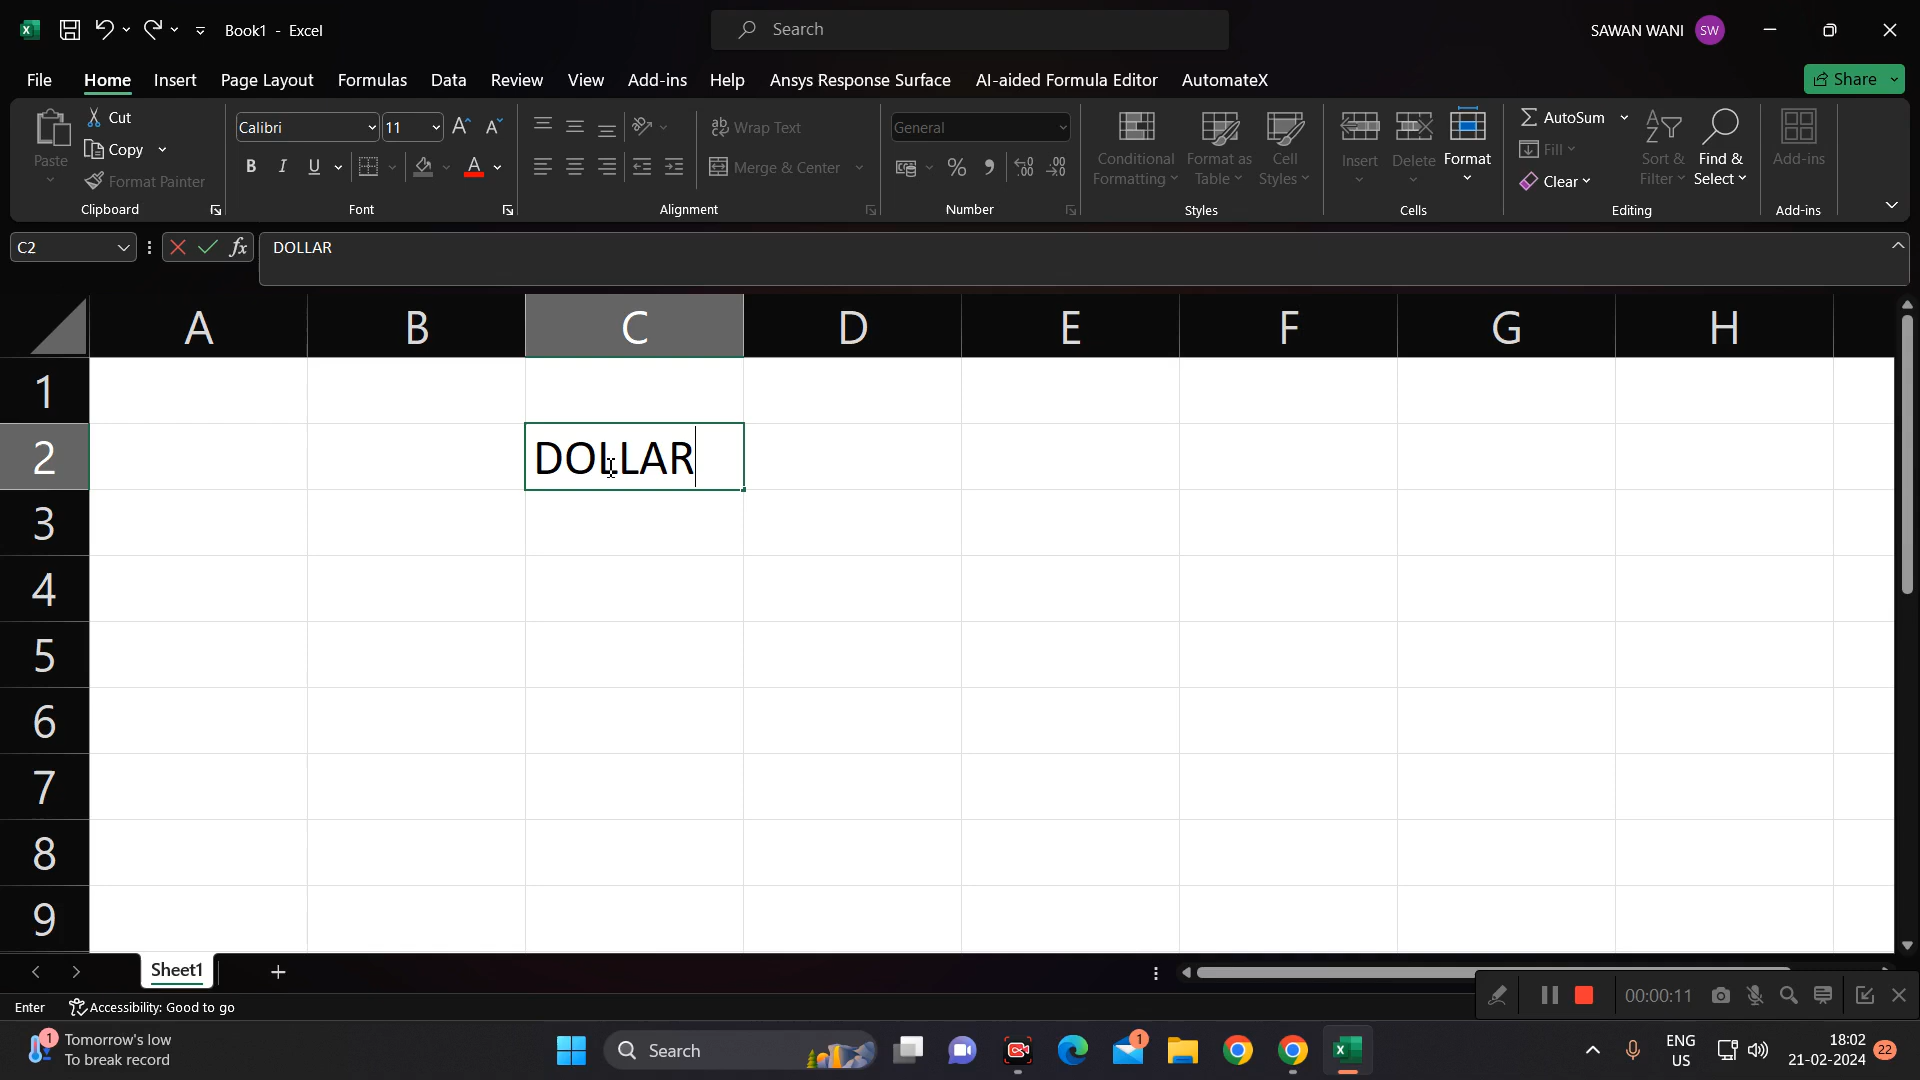 Book1 - Excel
Search
SAWAN WANI
SW
File Home Insert Page Layout Formulas Data Review View Add-ins Help Ansys Response Surface AI-aided Formula Editor AutomateX
Share
Paste
Cut
Copy
Format Painter
Clipboard
Calibri 11
B I U
Font
Wrap Text
Merge & Center
Alignment
General
Number
Conditional Formatting
Format as Table
Cell Styles
Styles
Insert
Delete
Format
Cells
AutoSum
Fill
Clear
Sort & Filter
Find & Select
Editing
Add-ins
Add-ins
C2
fx
DOLLAR
A B C D E F G H
1
2 DOLLAR
3
4
5
6
7
8
9
Sheet1
Enter
Accessibility: Good to go
00:00:11
1
Tomorrow's low
To break record
Search
1
ENG
US
18:02
21-02-2024
22